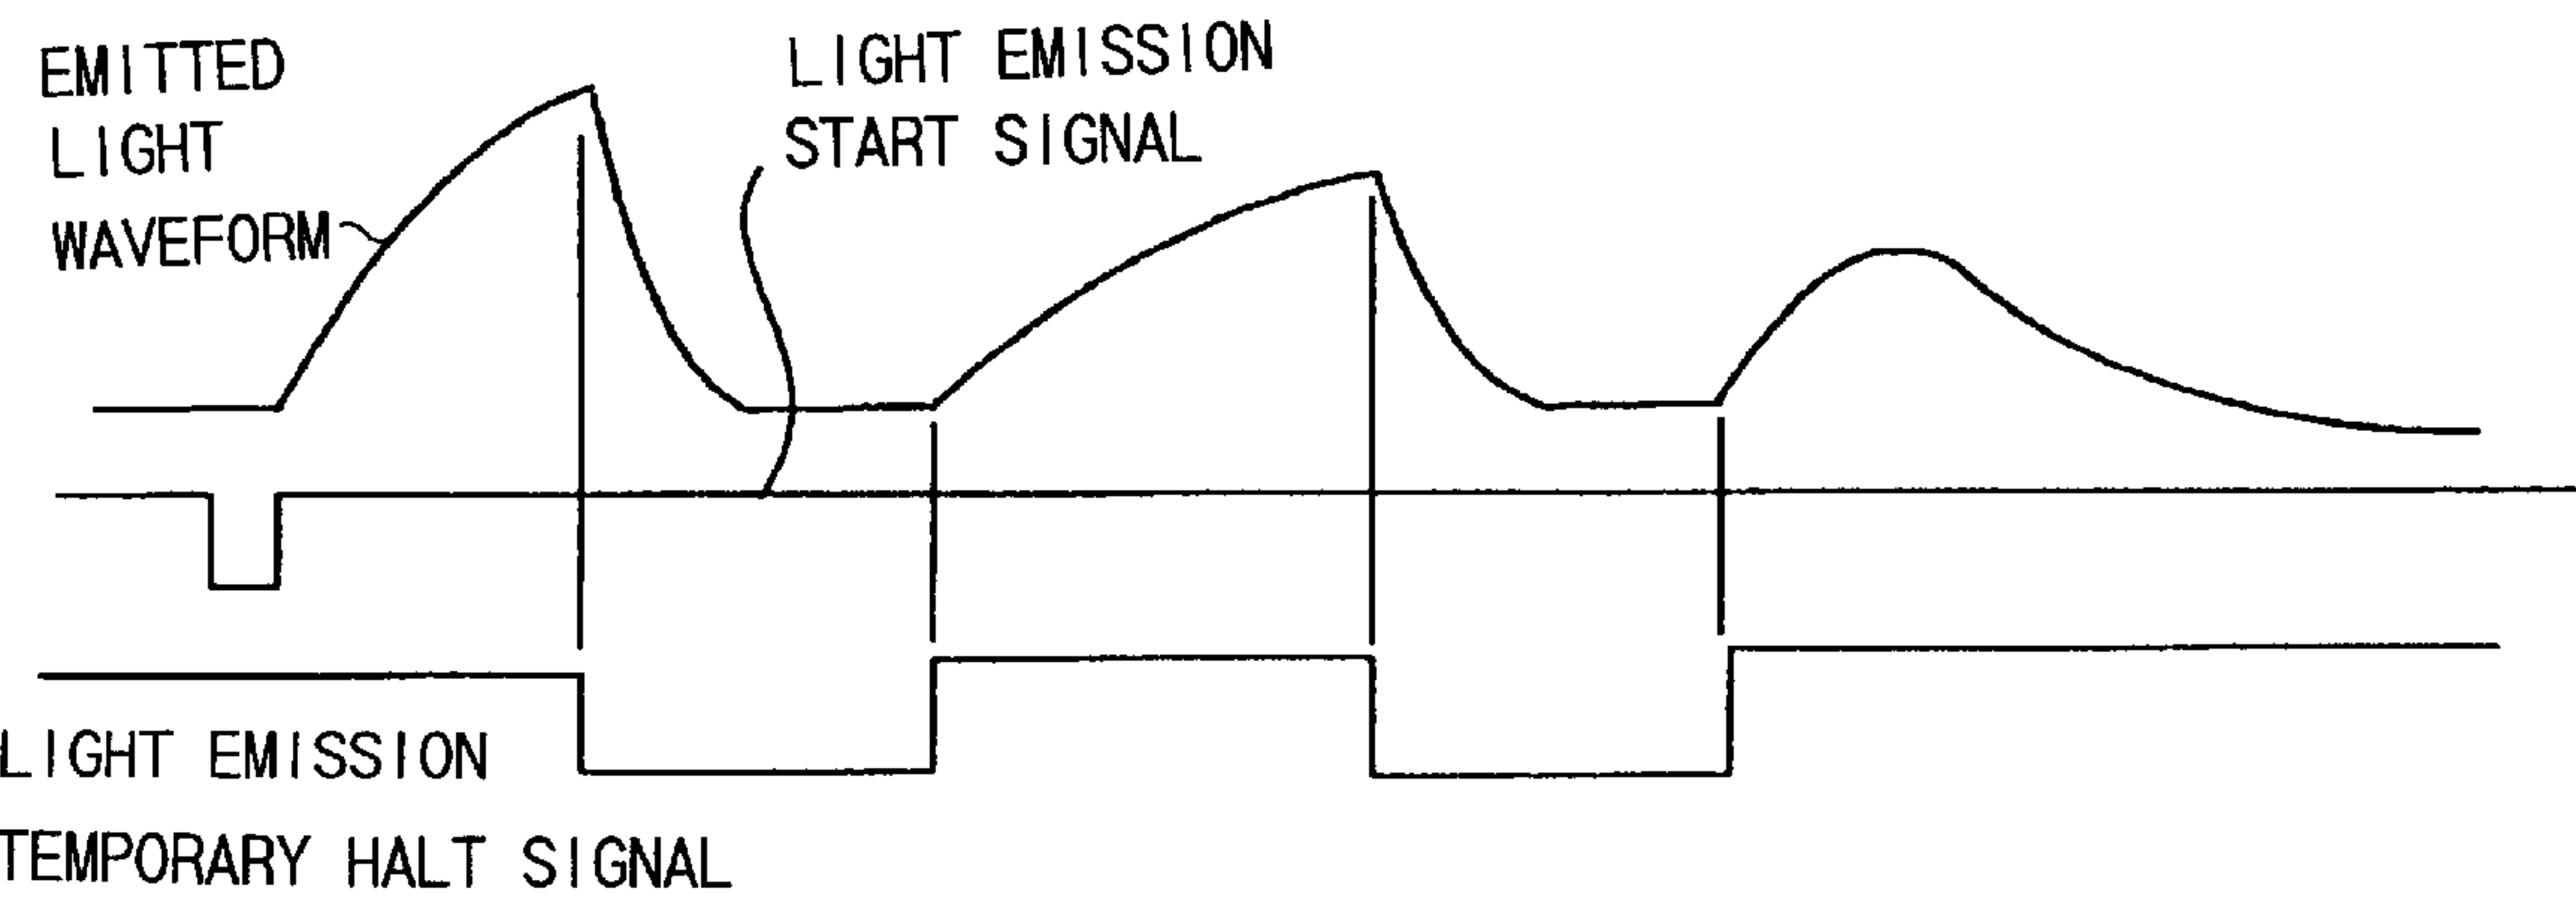 EMITTED
LIGHT
WAVEFORM
LIGHT EMISSION
START SIGNAL
LIGHT EMISSION
TEMPORARY HALT SIGNAL